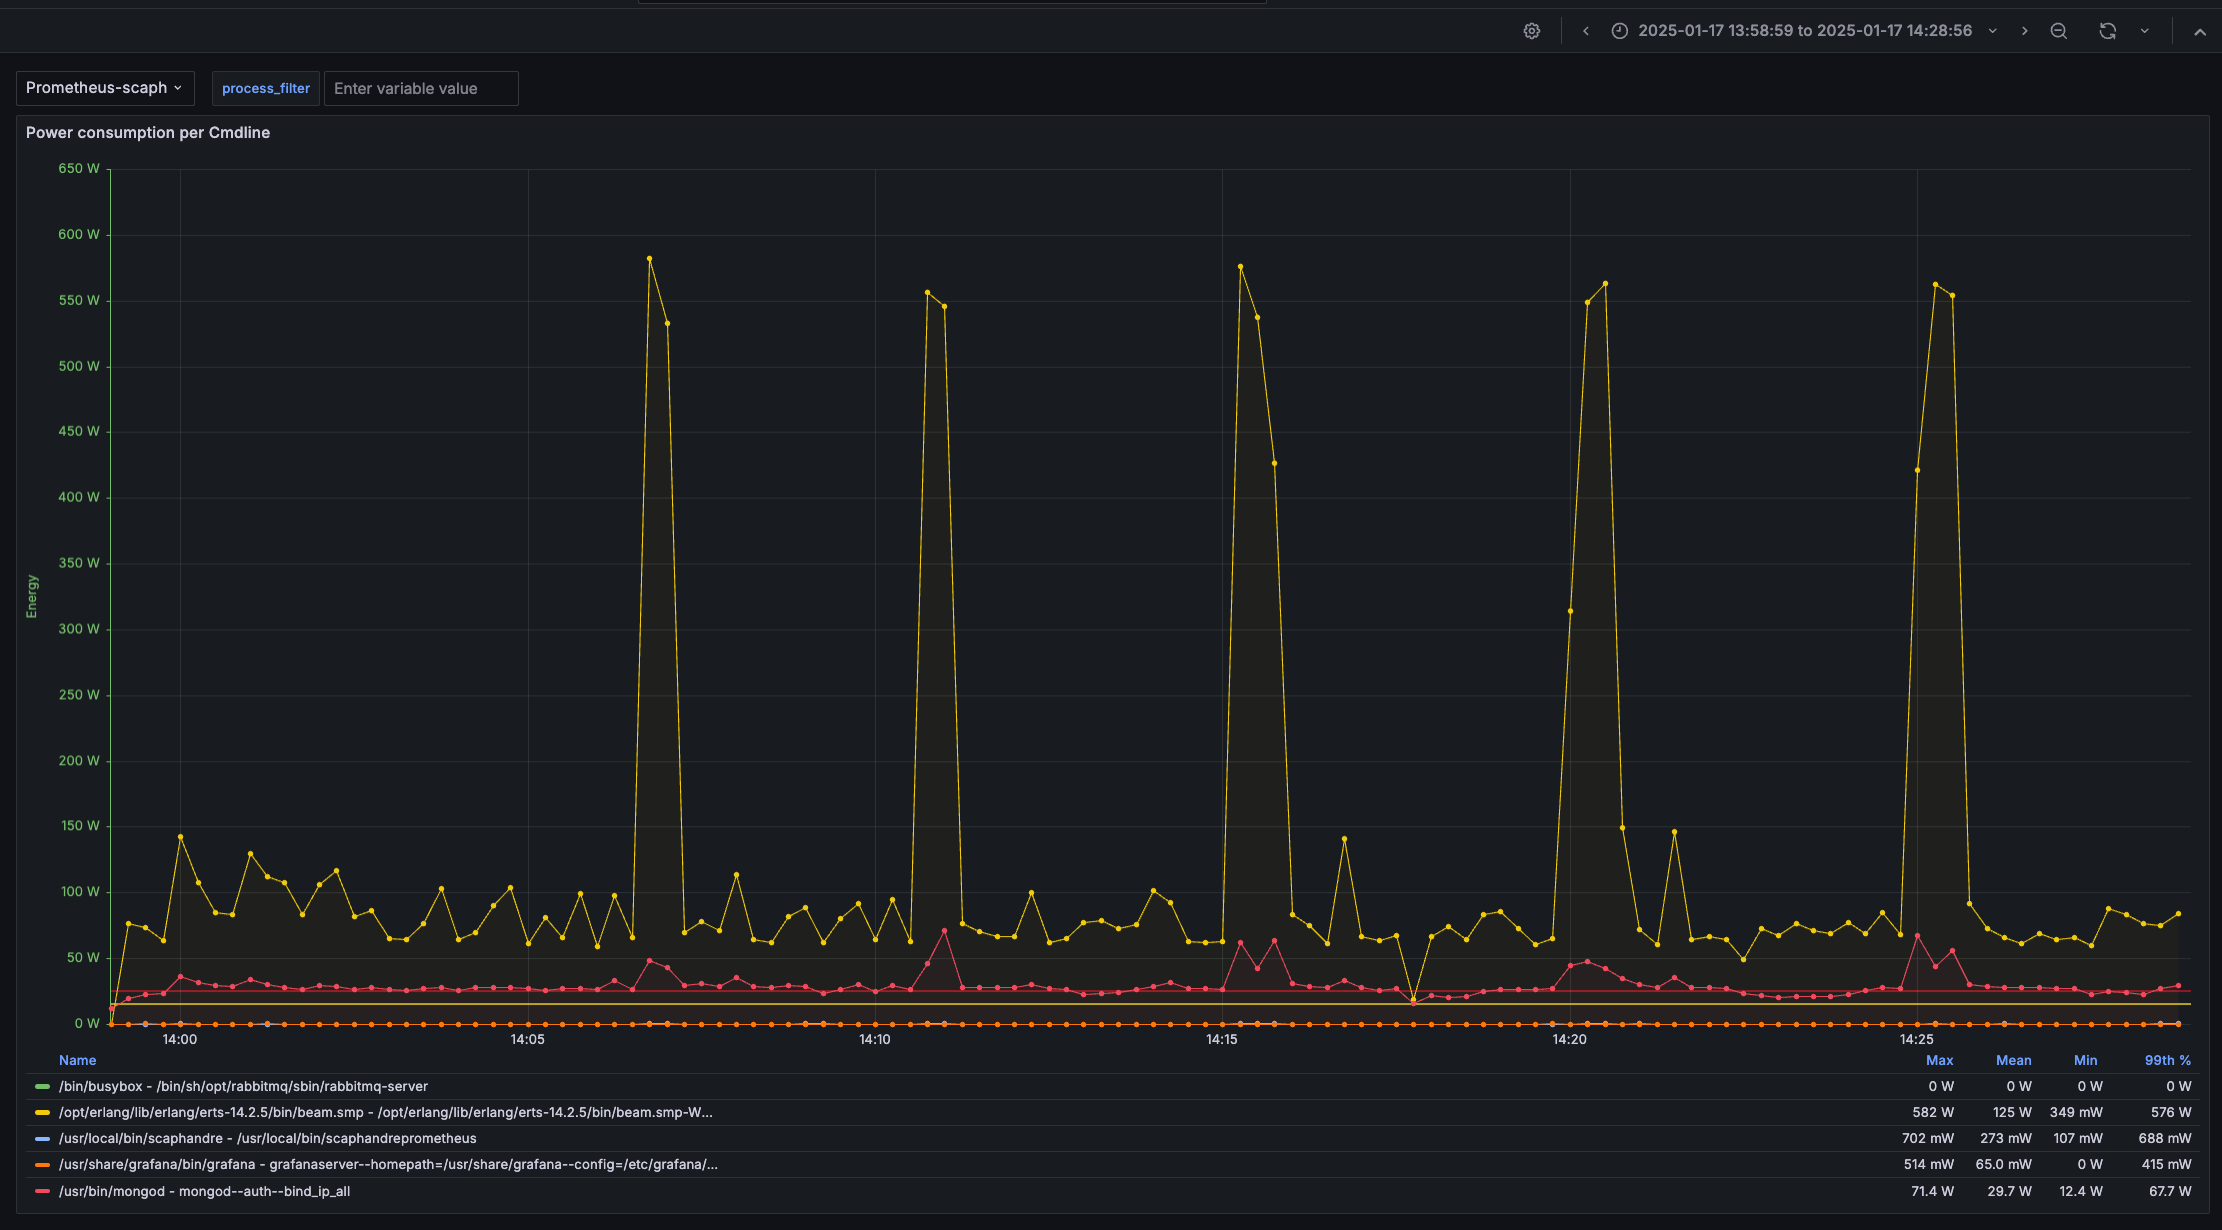 2025-01-17 13:58:59 to 2025-01-17 14:28:56
Prometheus-scaph process_filter Enter variable value
Power consumption per Cmdline
650 W
600 W
550 W
500 W
450 W
400 W
350 W
300 W
250 W
200 W
150 W
100 W
50 W
0 W
Energy
14:00 14:05 14:10 14:15 14:20 14:25
Name Max Mean Min 99th %
/bin/busybox - /bin/sh/opt/rabbitmq/sbin/rabbitmq-server 0 W 0 W 0 W 0 W
/opt/erlang/lib/erlang/erts-14.2.5/bin/beam.smp - /opt/erlang/lib/erlang/erts-14.2.5/bin/beam.smp-W... 582 W 125 W 349 mW 576 W
/usr/local/bin/scaphandre - /usr/local/bin/scaphandreprometheus 702 mW 273 mW 107 mW 688 mW
/usr/share/grafana/bin/grafana - grafanaserver--homepath=/usr/share/grafana--config=/etc/grafana/... 514 mW 65.0 mW 0 W 415 mW
/usr/bin/mongod - mongod--auth--bind_ip_all 71.4 W 29.7 W 12.4 W 67.7 W